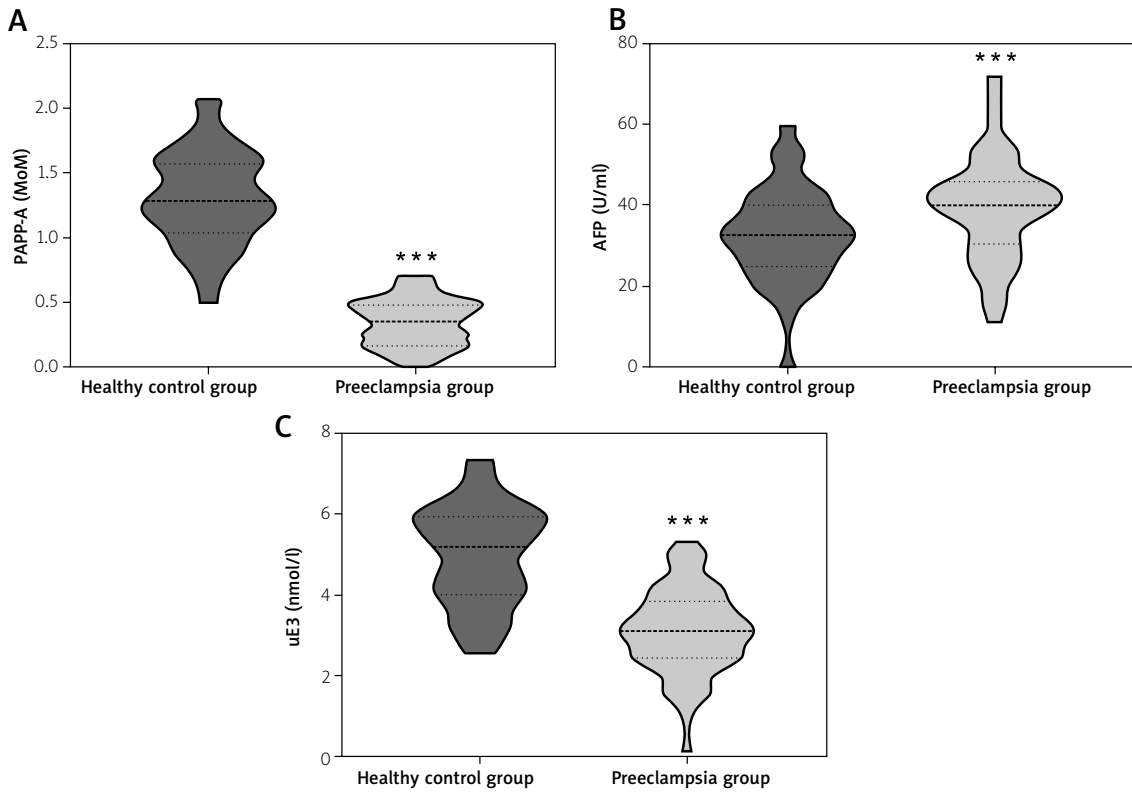 A
PAPP-A (MoM)
2.5
2.0
1.5
1.0
0.5
0.0
***
Healthy control group
Preeclampsia group
B
AFP (U/ml)
80
60
40
20
0
***
Healthy control group
Preeclampsia group
C
uE3 (nmol/l)
8
6
4
2
0
***
Healthy control group
Preeclampsia group